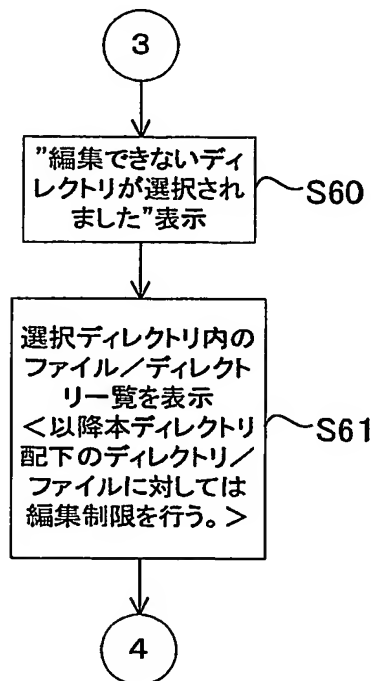 3
”編集できないディ
レクトリが選択され
ました”表示
S60
選択ディレクトリ内の
ファイル／ディレクト
リ一覧を表示
＜以降本ディレクトリ
配下のディレクトリ／
ファイルに対しては
編集制限を行う。＞
S61
4